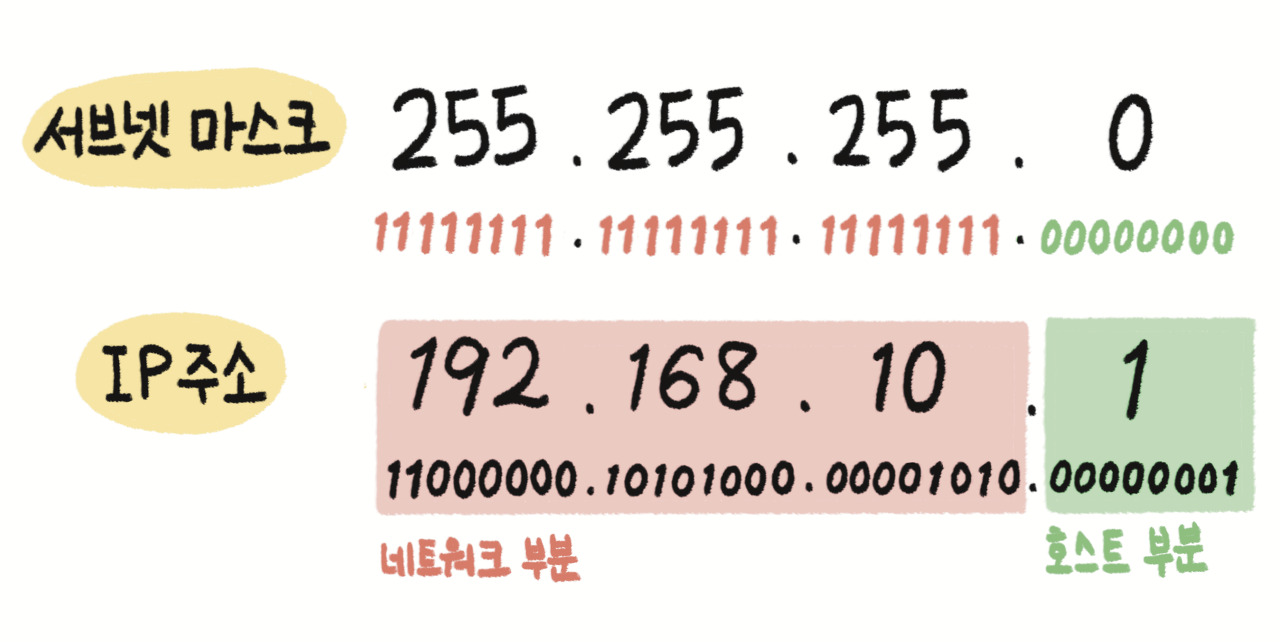 서브넷 마스크 255 . 255 . 255 . 0
11111111 . 11111111 . 11111111 . 00000000
IP주소 192 . 168 . 10 . 1
11000000 . 10101000 . 00001010 . 00000001
네트워크 부분 호스트 부분